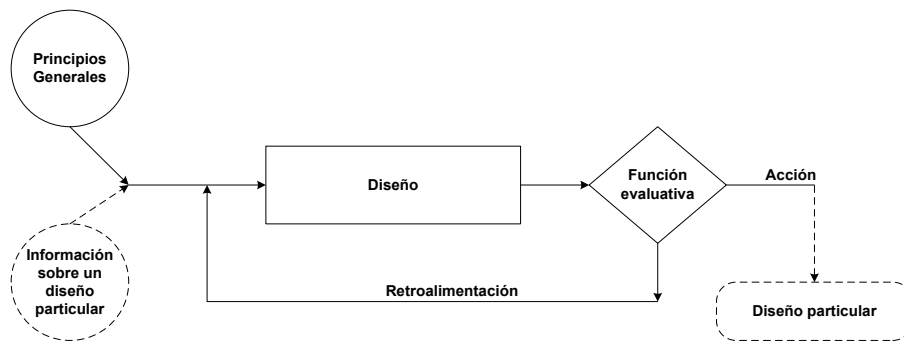 Principios
Generales
Diseño
Función
evaluativa
Acción
Información
sobre un
diseño
particular
Retroalimentación
Diseño particular